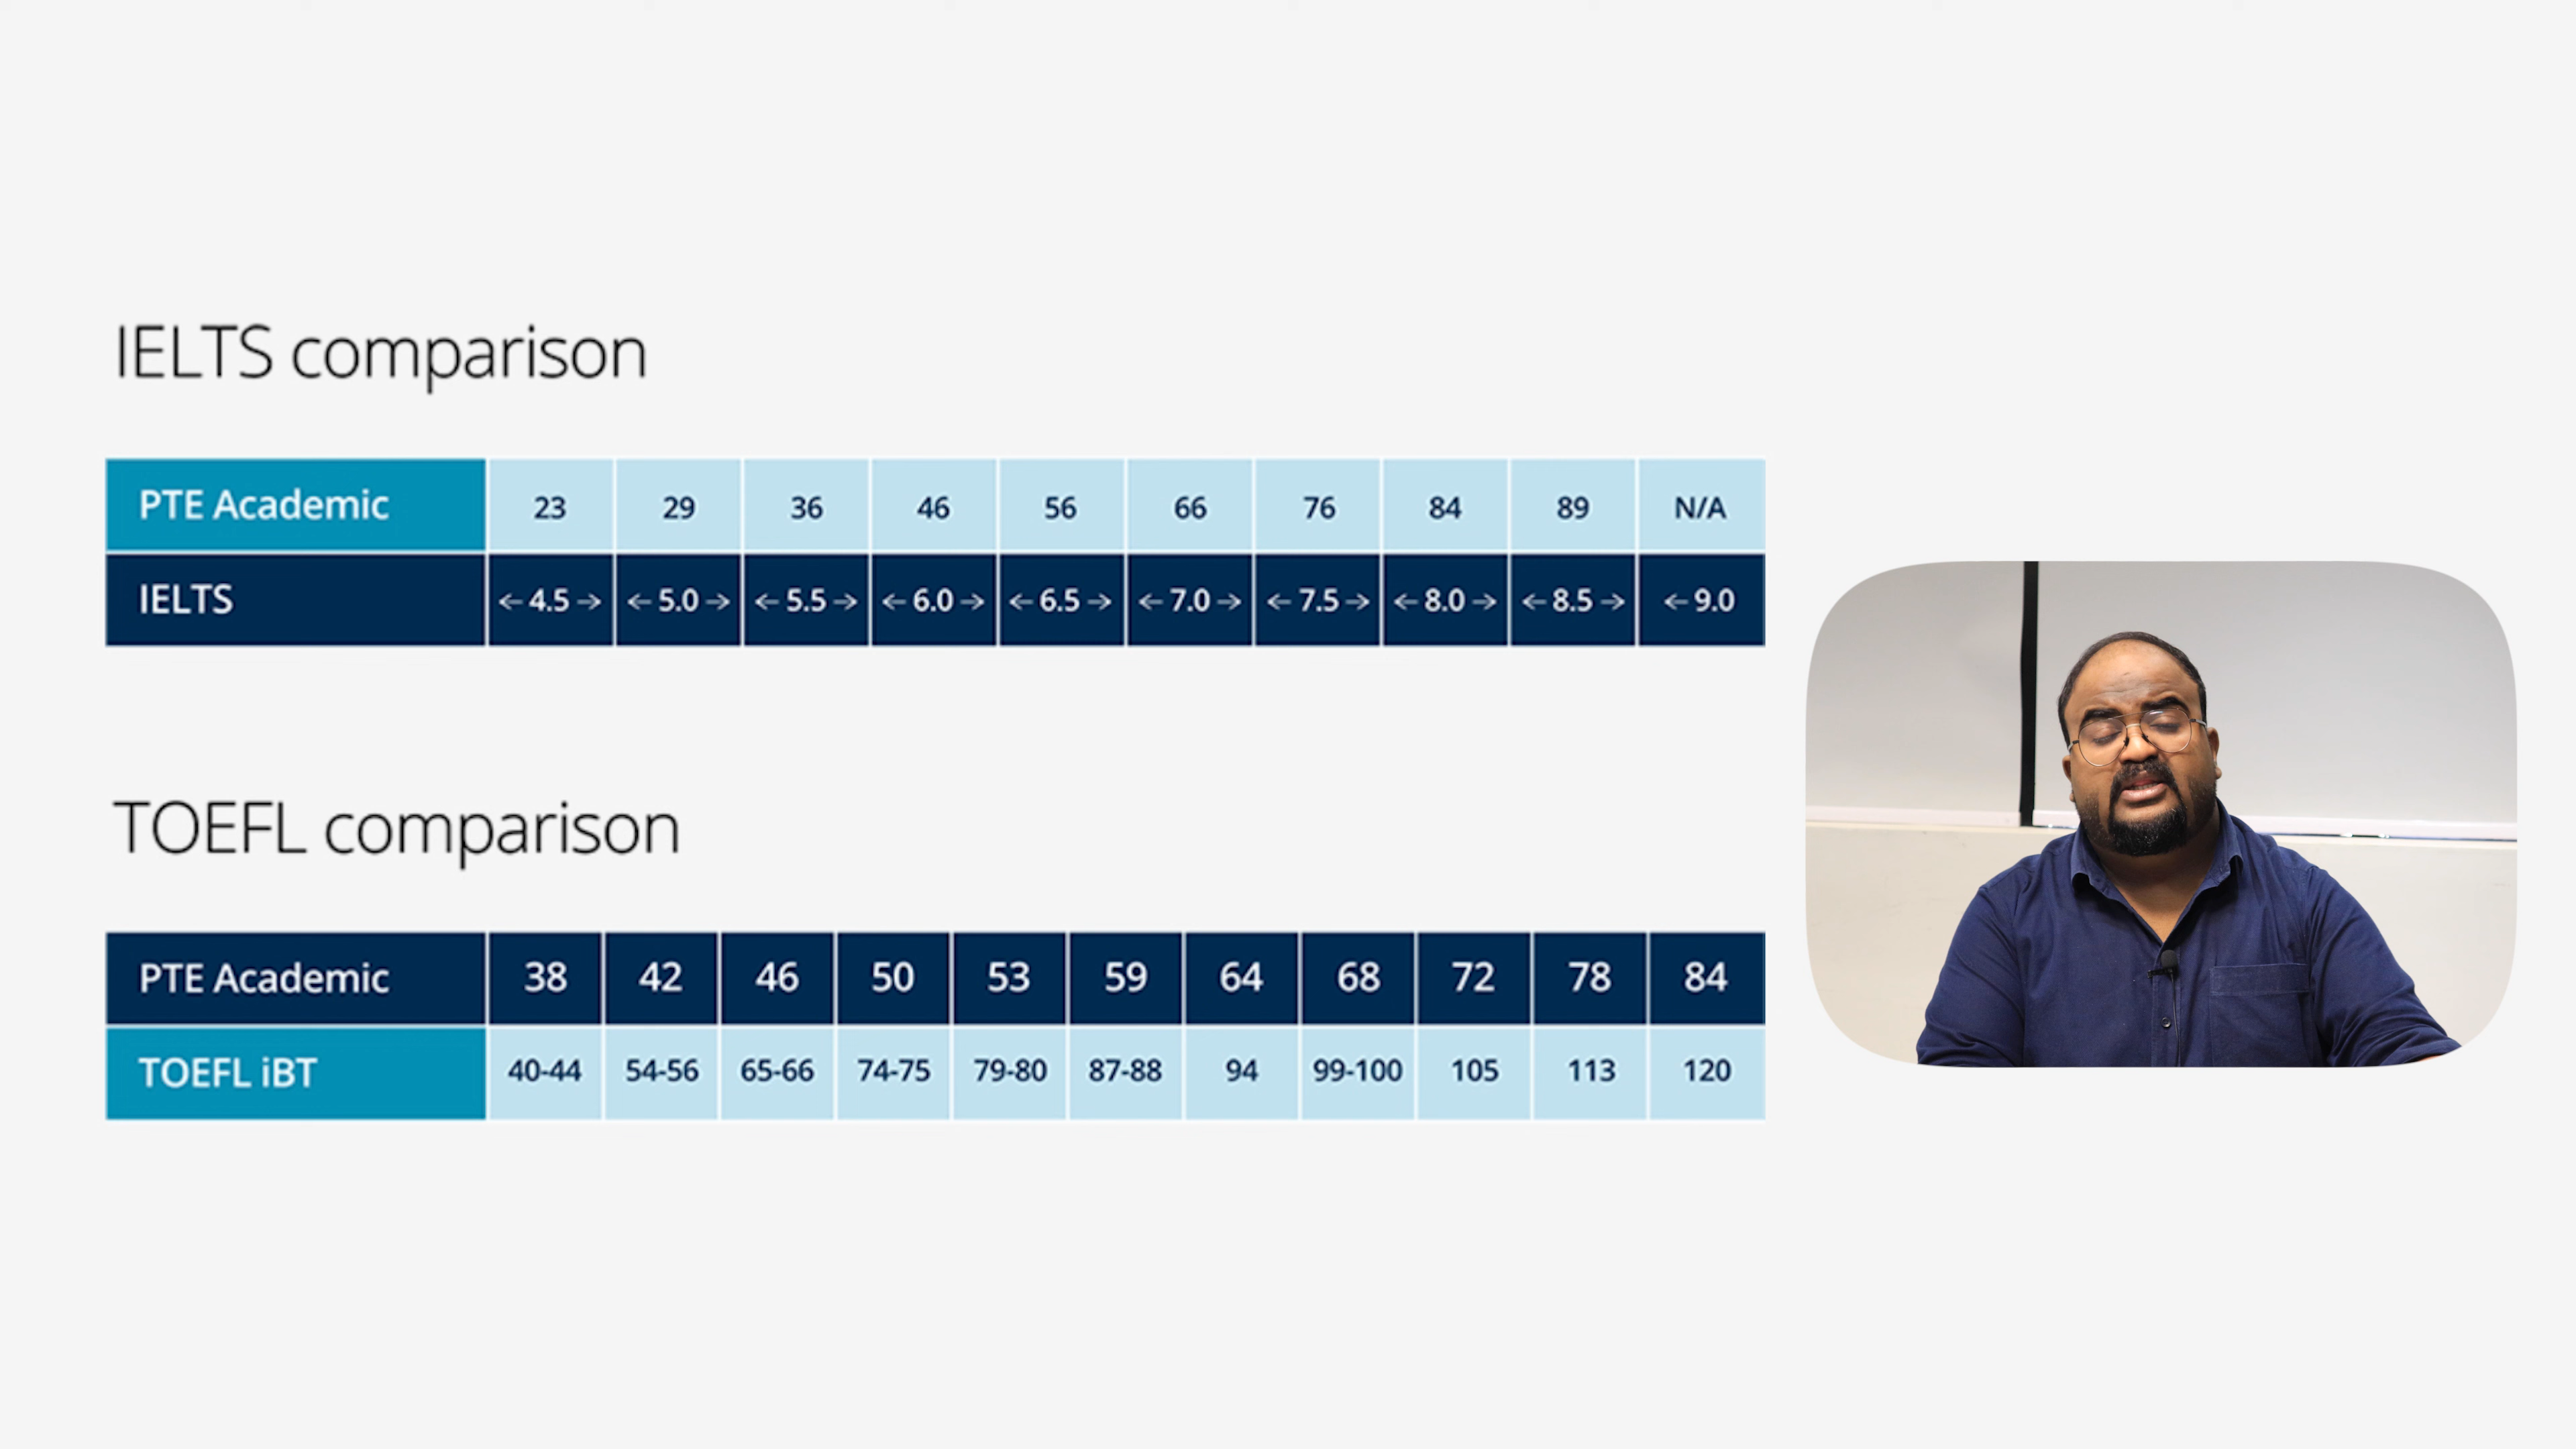 IELTS comparison
PTE Academic 23 29 36 46 56 66 76 84 89 N/A
IELTS ← 4.5 → ← 5.0 → ← 5.5 → ← 6.0 → ← 6.5 → ← 7.0 → ← 7.5 → ← 8.0 → ← 8.5 → ← 9.0
TOEFL comparison
PTE Academic 38 42 46 50 53 59 64 68 72 78 84
TOEFL iBT 40-44 54-56 65-66 74-75 79-80 87-88 94 99-100 105 113 120